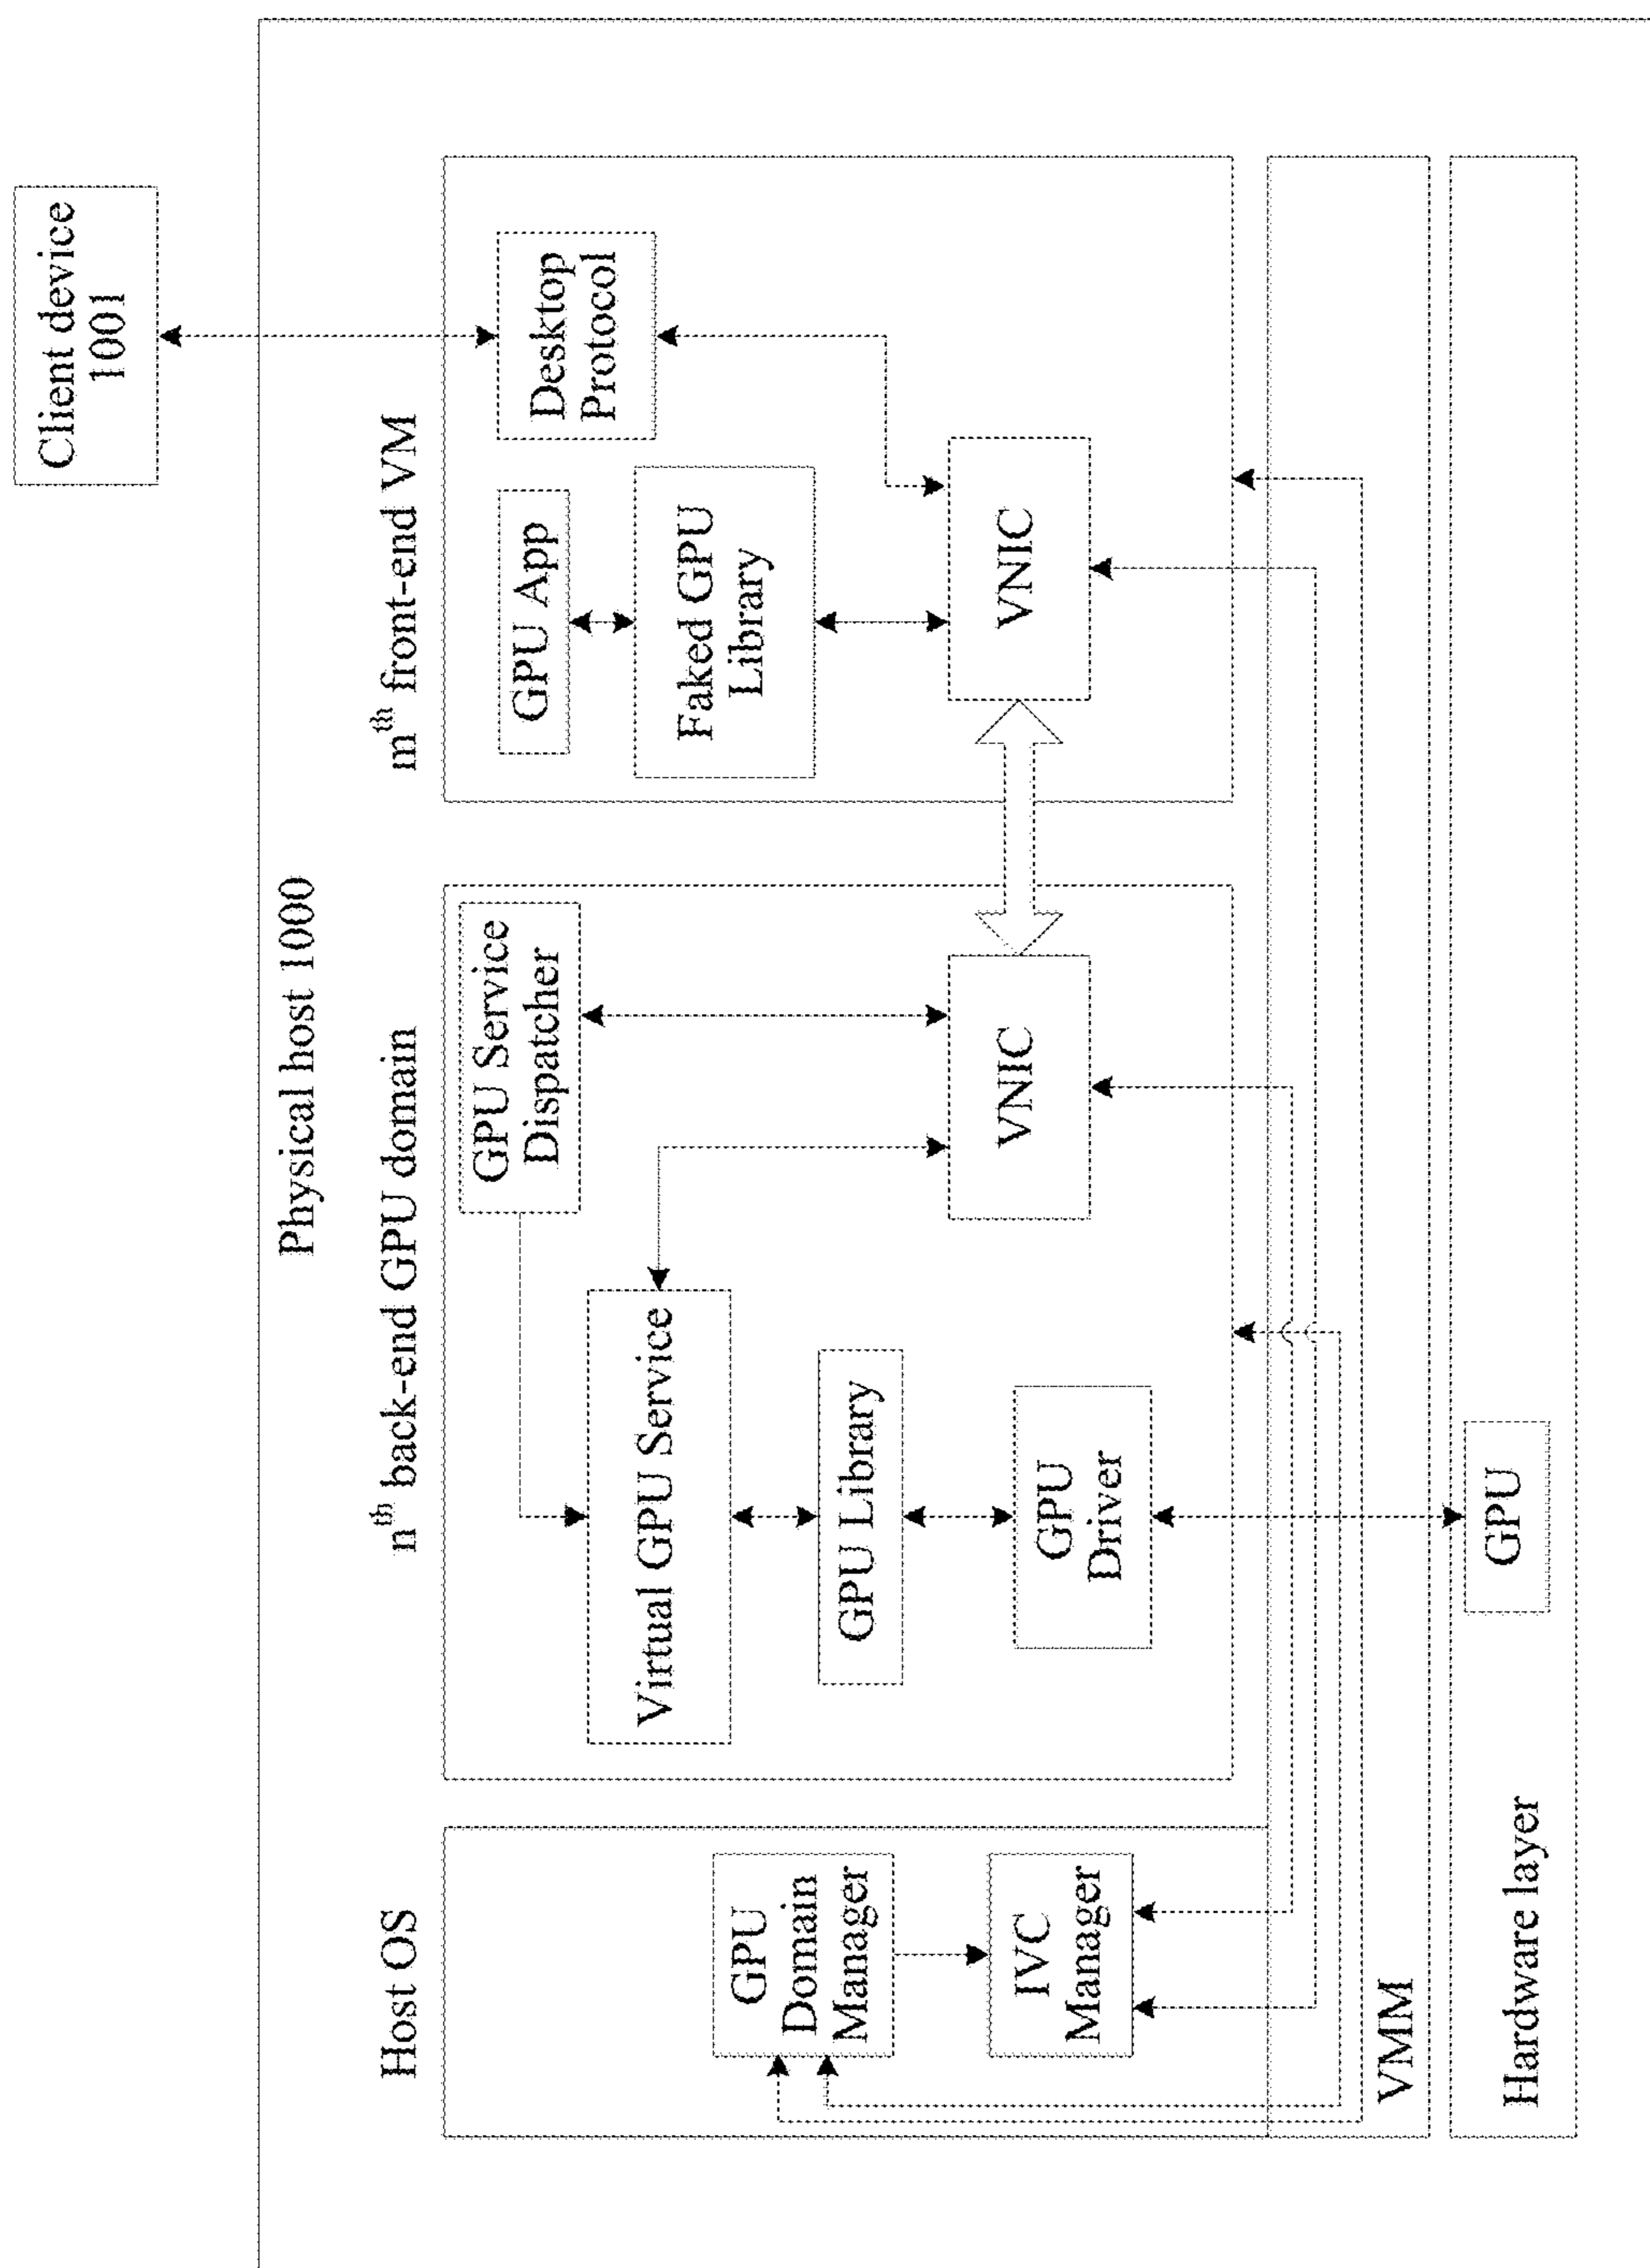 Client device
1001
Physical host 1000
Host OS
nth back-end GPU domain
mth front-end VM
GPU
Domain
Manager
IVC
Manager
GPU Service
Dispatcher
Virtual GPU Service
GPU Library
GPU
Driver
VNIC
GPU App
Faked GPU
Library
Desktop
Protocol
VNIC
VMM
Hardware layer
GPU